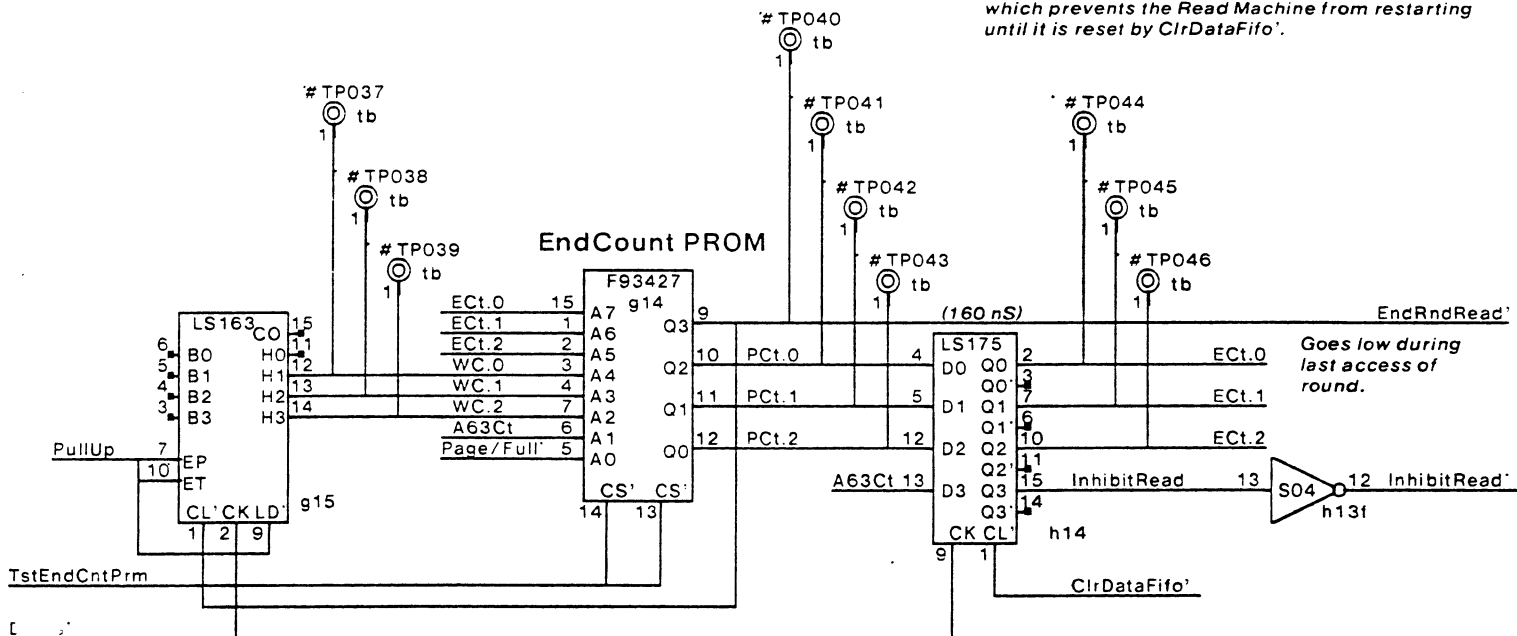 which prevents the Read Machine from restarting
until it is reset by ClrDataFifo'.
#TP040
tb
1
#TP037
tb
1
#TP041
tb
1
#TP044
tb
1
#TP038
tb
1
#TP042
tb
1
#TP045
tb
1
#TP039
tb
1
#TP043
tb
1
#TP046
tb
1
EndCount PROM
F93427
g14
ECt.0 15 A7
ECt.1 1 A6
ECt.2 2 A5
WC.0 3 A4
WC.1 4 A3
WC.2 7 A2
A63Ct 6 A1
Page/Full' 5 A0
Q3 9
Q2 10 PCt.0
Q1 11 PCt.1
Q0 12 PCt.2
CS' CS'
14 13
LS163
CO 15
6 B0 H0 11
5 B1 H1 12
4 B2 H2 13
3 B3 H3 14
PullUp 7 EP
10 ET
g15
CL' CK LD'
1 2 9
(160 nS)
EndRndRead'
Goes low during
last access of
round.
LS175
4 D0 Q0 2 ECt.0
Q0' 3
5 D1 Q1 7 ECt.1
Q1' 6
12 D2 Q2 10 ECt.2
Q2' 11
A63Ct 13 D3 Q3 15 InhibitRead 13 S04 12 InhibitRead'
Q3' 14
h13f
CK CL' h14
9 1
TstEndCntPrm
ClrDataFifo'